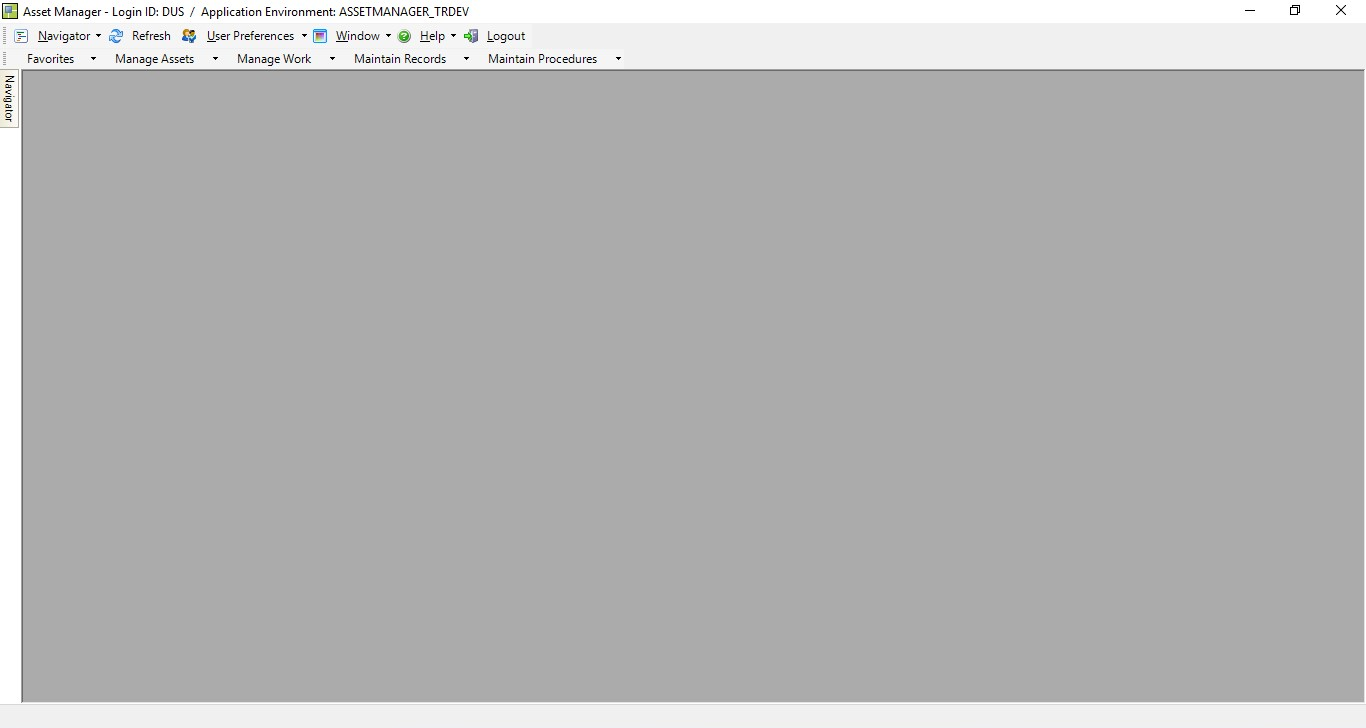 Asset Manager - Login ID: DUS / Application Environment: ASSETMANAGER_TRDEV
Navigator Refresh User Preferences Window Help Logout
Favorites Manage Assets Manage Work Maintain Records Maintain Procedures
Navigator